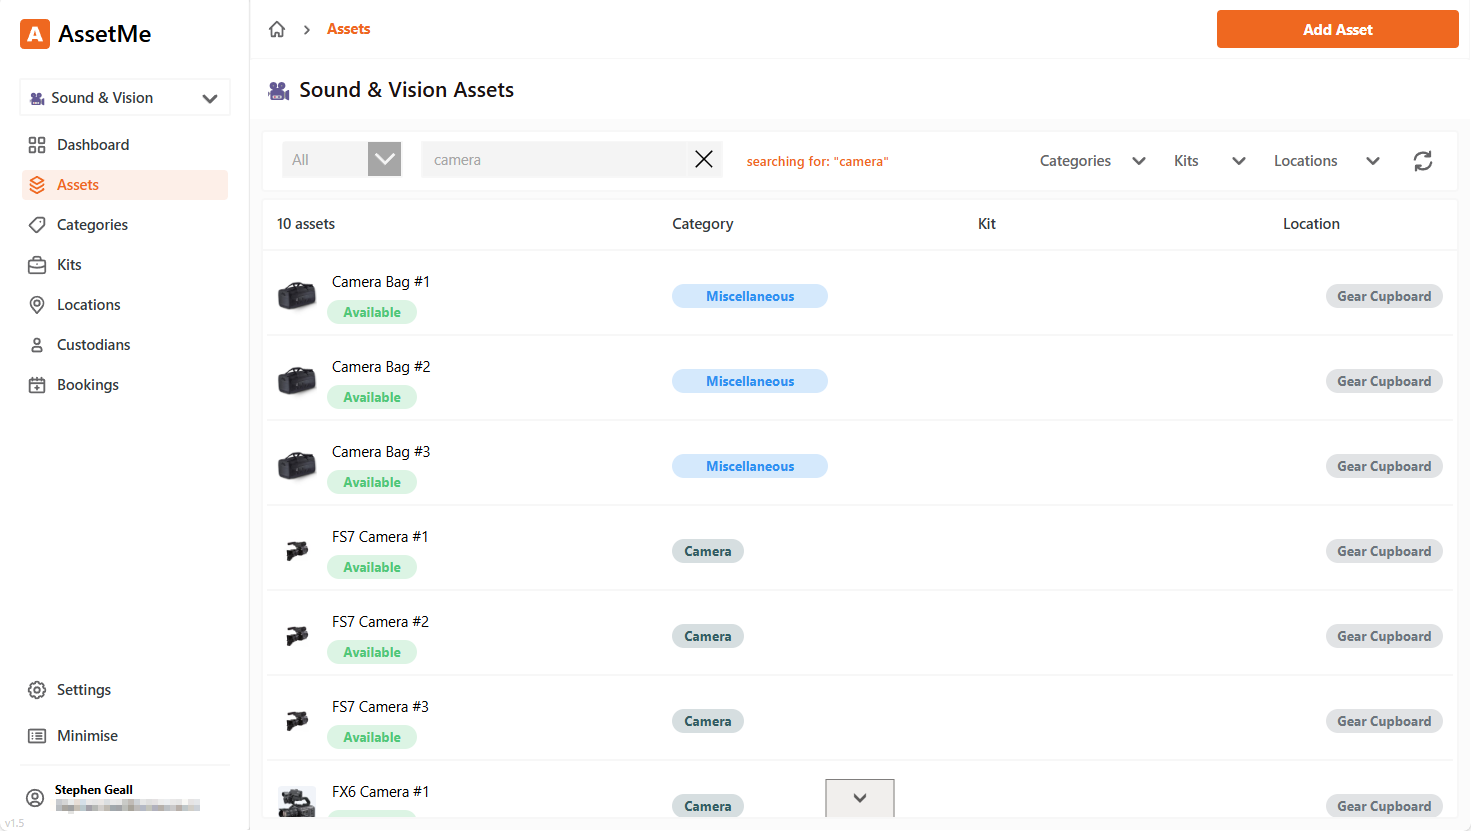 A AssetMe
Sound & Vision
Dashboard
Assets
Categories
Kits
Locations
Custodians
Bookings
Settings
Minimise
Stephen Geall
v1.5
Assets
Add Asset
Sound & Vision Assets
All
camera
searching for: "camera"
Categories
Kits
Locations
10 assets Category Kit Location
Camera Bag #1
Available
Miscellaneous
Gear Cupboard
Camera Bag #2
Available
Miscellaneous
Gear Cupboard
Camera Bag #3
Available
Miscellaneous
Gear Cupboard
FS7 Camera #1
Available
Camera
Gear Cupboard
FS7 Camera #2
Available
Camera
Gear Cupboard
FS7 Camera #3
Available
Camera
Gear Cupboard
FX6 Camera #1
Camera
Gear Cupboard